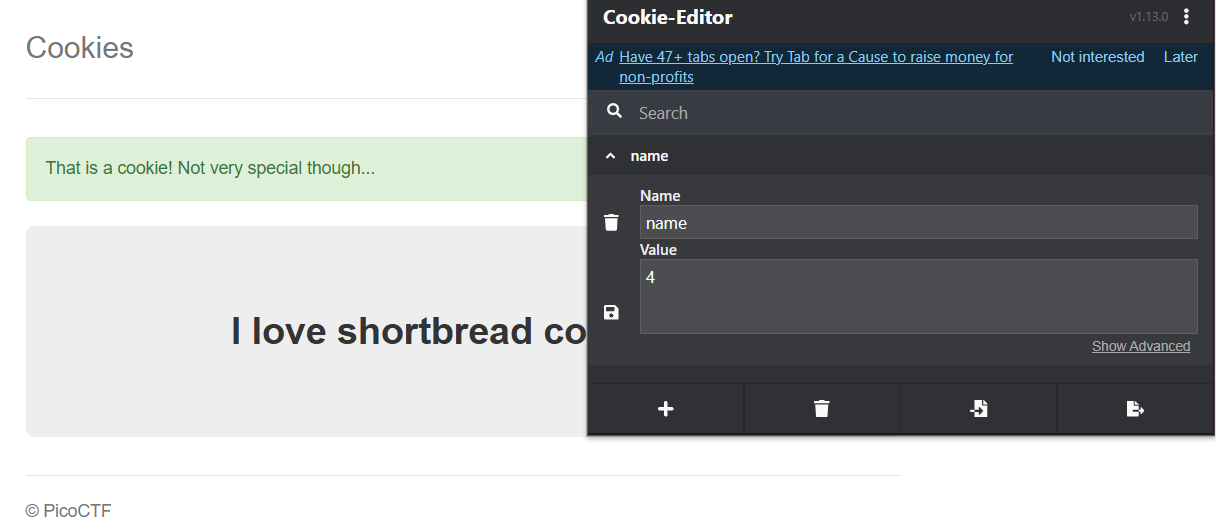 Cookies
That is a cookie! Not very special though...
I love shortbread co
© PicoCTF
Cookie-Editor
v1.13.0
Ad Have 47+ tabs open? Try Tab for a Cause to raise money for
non-profits
Not interested
Later
Search
name
Name
name
Value
4
Show Advanced